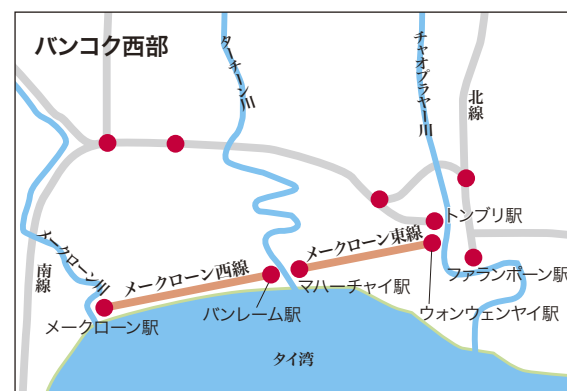 バンコク西部
ターチーン川
チャオプラヤー川
北線
トンブリ駅
メークローン東線
メークローン川
南線
メークローン西線
マハーチャイ駅
ファランポーン駅
バンレーム駅
ウォンウェンヤイ駅
メークローン駅
タイ湾